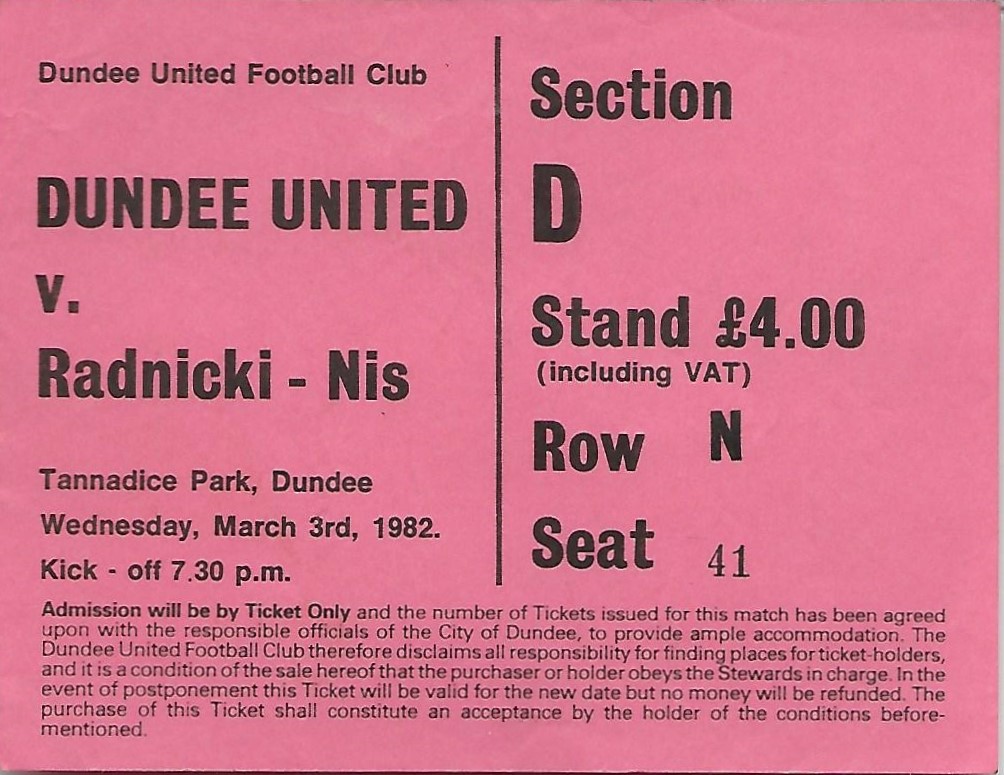 Dundee United Football Club
DUNDEE UNITED
v.
Radnicki - Nis
Tannadice Park, Dundee
Wednesday, March 3rd, 1982.
Kick - off 7.30 p.m.
Section
D
Stand £4.00
(including VAT)
Row N
Seat 41
Admission will be by Ticket Only and the number of Tickets issued for this match has been agreed
upon with the responsible officials of the City of Dundee, to provide ample accommodation. The
Dundee United Football Club therefore disclaims all responsibility for finding places for ticket-holders,
and it is a condition of the sale hereof that the purchaser or holder obeys the Stewards in charge. In the
event of postponement this Ticket will be valid for the new date but no money will be refunded. The
purchase of this Ticket shall constitute an acceptance by the holder of the conditions before-
mentioned.